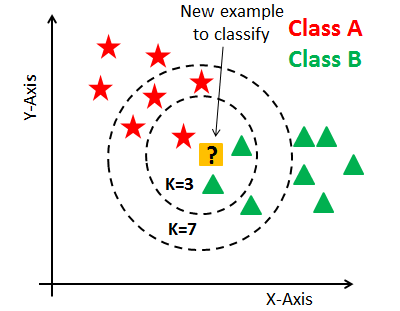 New example
to classify
Class A
Class B
Y-Axis
?
K=3
K=7
X-Axis